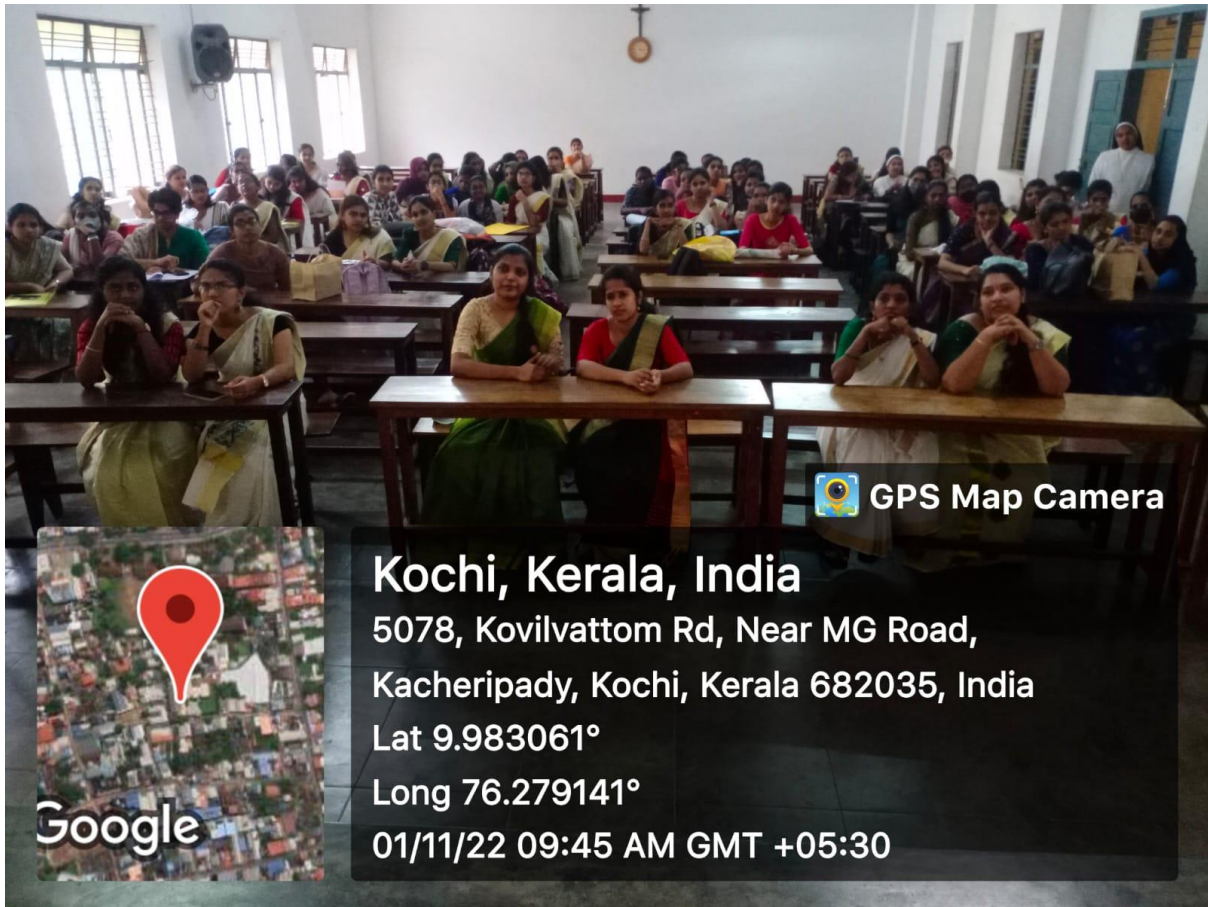 GPS Map Camera
Kochi, Kerala, India
5078, Kovilvattom Rd, Near MG Road,
Kacheripady, Kochi, Kerala 682035, India
Lat 9.983061°
Long 76.279141°
01/11/22 09:45 AM GMT +05:30
Google